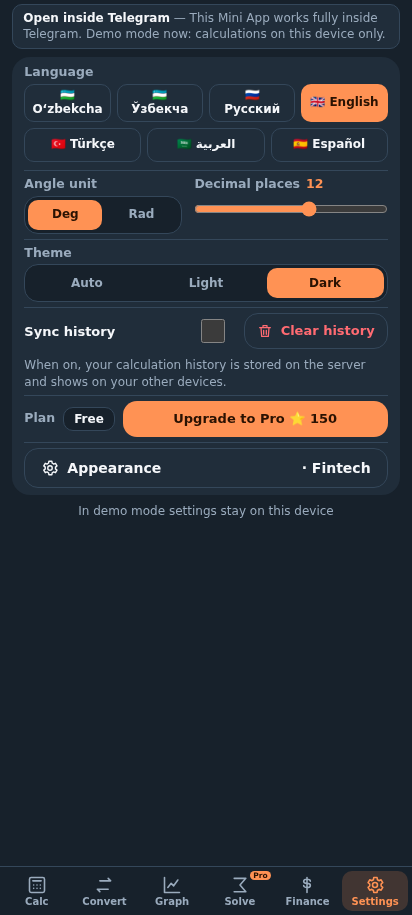 Open inside Telegram — This Mini App works fully inside
Telegram. Demo mode now: calculations on this device only.
Language
🇺🇿 Oʻzbekcha
🇺🇿 Ўзбекча
🇷🇺 Русский
🇬🇧 English
🇹🇷 Türkçe
🇸🇦 العربية
🇪🇸 Español
Angle unit
Decimal places 12
Deg
Rad
Theme
Auto
Light
Dark
Sync history
Clear history
When on, your calculation history is stored on the server
and shows on your other devices.
Plan
Free
Upgrade to Pro ⭐ 150
Appearance
· Fintech
In demo mode settings stay on this device
Calc
Convert
Graph
Solve
Pro
Finance
Settings